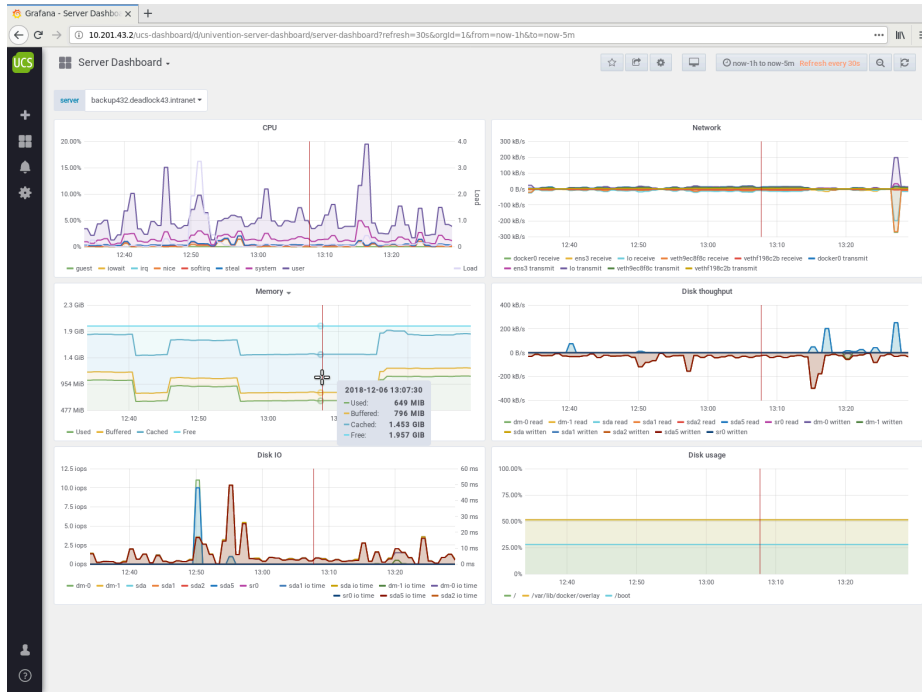 Grafana - Server Dashbo
10.201.43.2/ucs-dashboard/d/univention-server-dashboard/server-dashboard?refresh=30s&orgId=1&from=now-1h&to=now-5m
UCS
Server Dashboard
now-1h to now-5m Refresh every 30s
server backup432.deadlock43.intranet
CPU
20.00%
15.00%
10.00%
5.00%
0%
4.0
3.0
2.0
1.0
0
Load
12:40 12:50 13:00 13:10 13:20
guest iowait irq nice softirq steal system user Load
Network
300 kB/s
200 kB/s
100 kB/s
0 B/s
-100 kB/s
-200 kB/s
-300 kB/s
12:40 12:50 13:00 13:10 13:20
docker0 receive ens3 receive lo receive veth9ec8f8c receive vethf198c2b receive docker0 transmit
ens3 transmit lo transmit veth9ec8f8c transmit vethf198c2b transmit
Memory
2.3 GiB
1.9 GiB
1.4 GiB
954 MiB
477 MiB
12:40 12:50 13:00
Used Buffered Cached Free
2018-12-06 13:07:30
Used: 649 MIB
Buffered: 796 MIB
Cached: 1.453 GIB
Free: 1.957 GIB
Disk thoughput
400 kB/s
200 kB/s
0 B/s
-200 kB/s
-400 kB/s
12:40 12:50 13:00 13:10 13:20
dm-0 read dm-1 read sda read sda1 read sda2 read sda5 read sr0 read dm-0 written dm-1 written
sda written sda1 written sda2 written sda5 written sr0 written
Disk IO
12.5 iops
10.0 iops
7.5 iops
5.0 iops
2.5 iops
0 iops
60 ms
50 ms
40 ms
30 ms
20 ms
10 ms
0 ms
12:40 12:50 13:00 13:10 13:20
dm-0 dm-1 sda sda1 sda2 sda5 sr0 sda1 io time sda io time dm-1 io time dm-0 io time
sr0 io time sda5 io time sda2 io time
Disk usage
100.00%
75.00%
50.00%
25.00%
0%
12:40 12:50 13:00 13:10 13:20
/ /var/lib/docker/overlay /boot